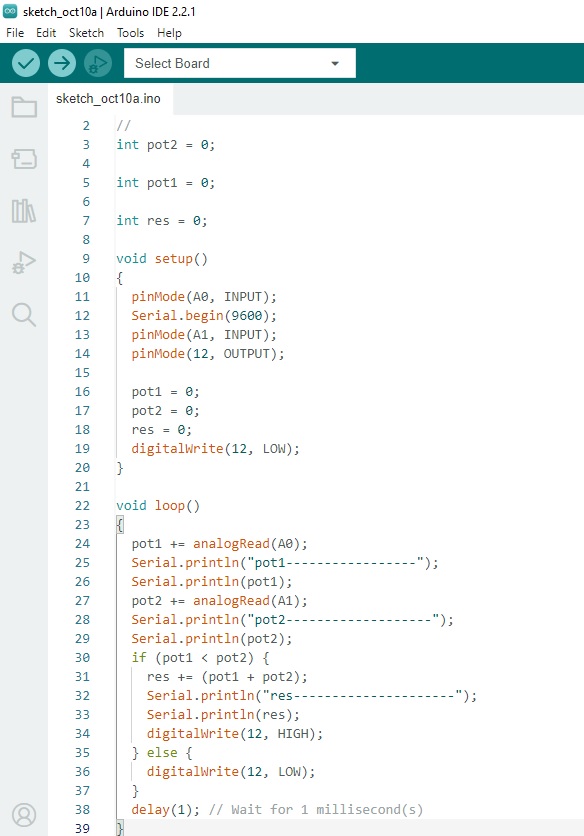 sketch_oct10a | Arduino IDE 2.2.1
File Edit Sketch Tools Help
Select Board
sketch_oct10a.ino
2 //
3 int pot2 = 0;
4
5 int pot1 = 0;
6
7 int res = 0;
8
9 void setup()
10 {
11   pinMode(A0, INPUT);
12   Serial.begin(9600);
13   pinMode(A1, INPUT);
14   pinMode(12, OUTPUT);
15
16   pot1 = 0;
17   pot2 = 0;
18   res = 0;
19   digitalWrite(12, LOW);
20 }
21
22 void loop()
23 {
24   pot1 += analogRead(A0);
25   Serial.println("pot1-----------------");
26   Serial.println(pot1);
27   pot2 += analogRead(A1);
28   Serial.println("pot2-------------------");
29   Serial.println(pot2);
30   if (pot1 < pot2) {
31     res += (pot1 + pot2);
32     Serial.println("res---------------------");
33     Serial.println(res);
34     digitalWrite(12, HIGH);
35   } else {
36     digitalWrite(12, LOW);
37   }
38   delay(1); // Wait for 1 millisecond(s)
39 }